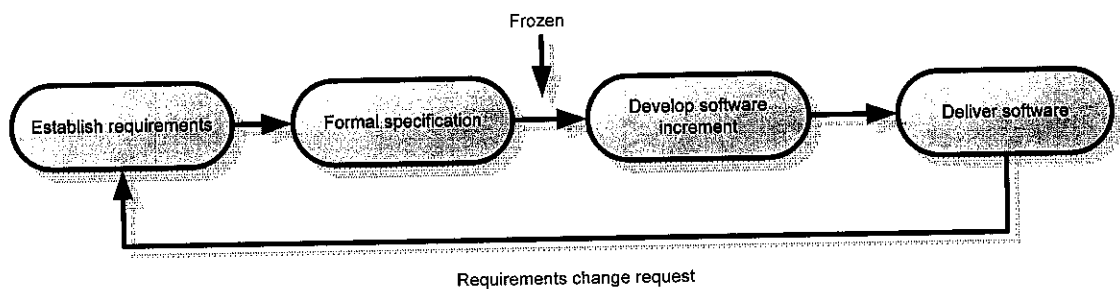 Frozen
Establish requirements
Formal specification
Develop software
increment
Deliver software
Requirements change request